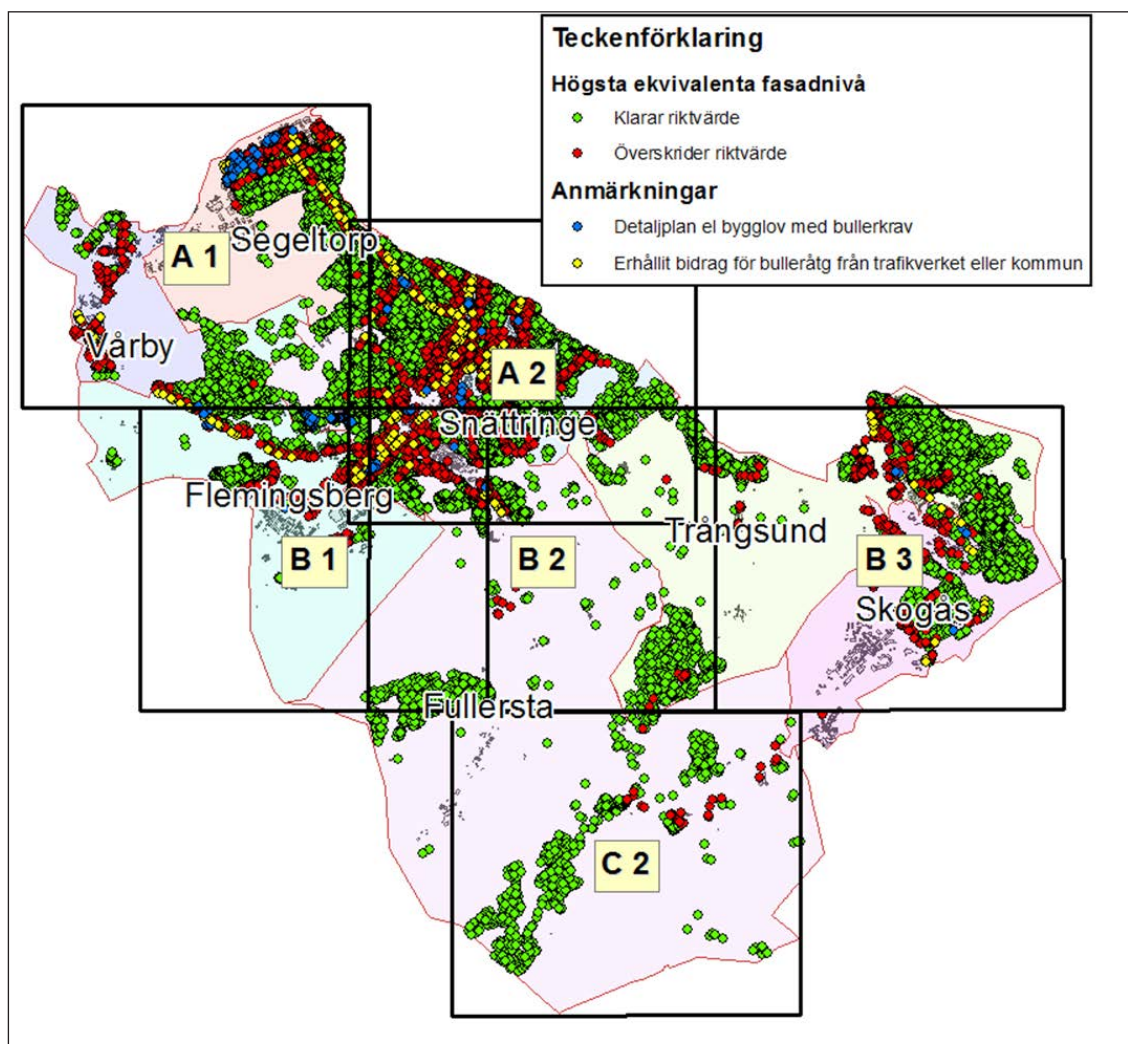 Teckenförklaring
Högsta ekvivalenta fasadnivå
Klarar riktvärde
Överskrider riktvärde
Anmärkningar
Detaljplan el bygglov med bullerkrav
Erhållit bidrag för bulleråtg från trafikverket eller kommun
Segeltorp
A 1
Vårby
A 2
Snättringe
Flemingsberg
Trångsund
B 1
B 2
B 3
Skogås
Fullersta
C 2